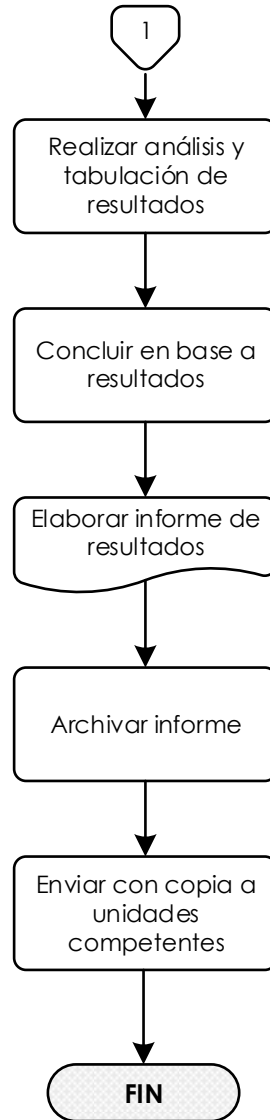 1
Realizar análisis y
tabulación de
resultados
Concluir en base a
resultados
Elaborar informe de
resultados
Archivar informe
Enviar con copia a
unidades
competentes
FIN